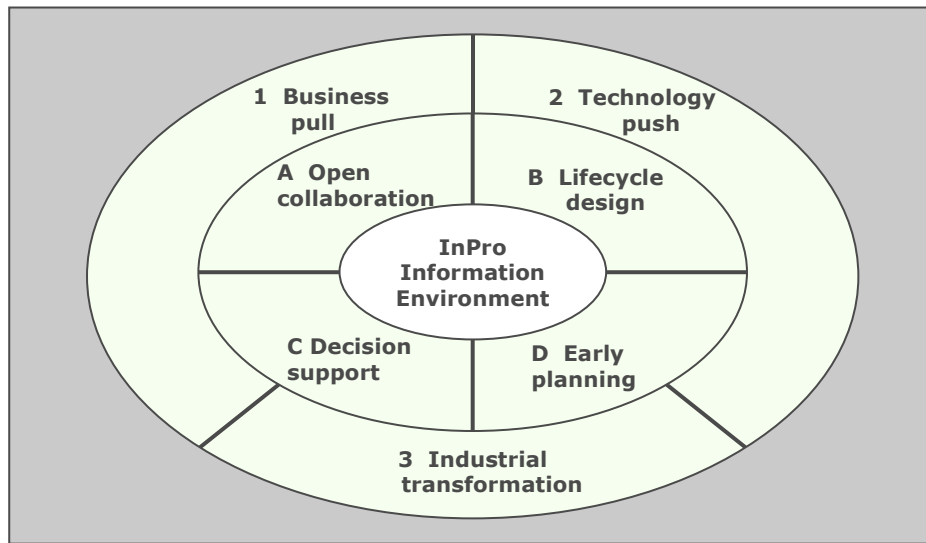 1 Business
pull
2 Technology
push
A Open
collaboration
B Lifecycle
design
InPro
Information
Environment
C Decision
support
D Early
planning
3 Industrial
transformation